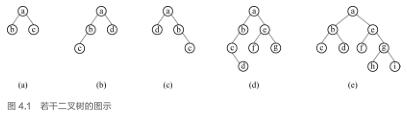 a a a a a
b c b d d b b e b e
c c c f g c d f g
d h i
(a) (b) (c) (d) (e)
图 4.1 若干二叉树的图示